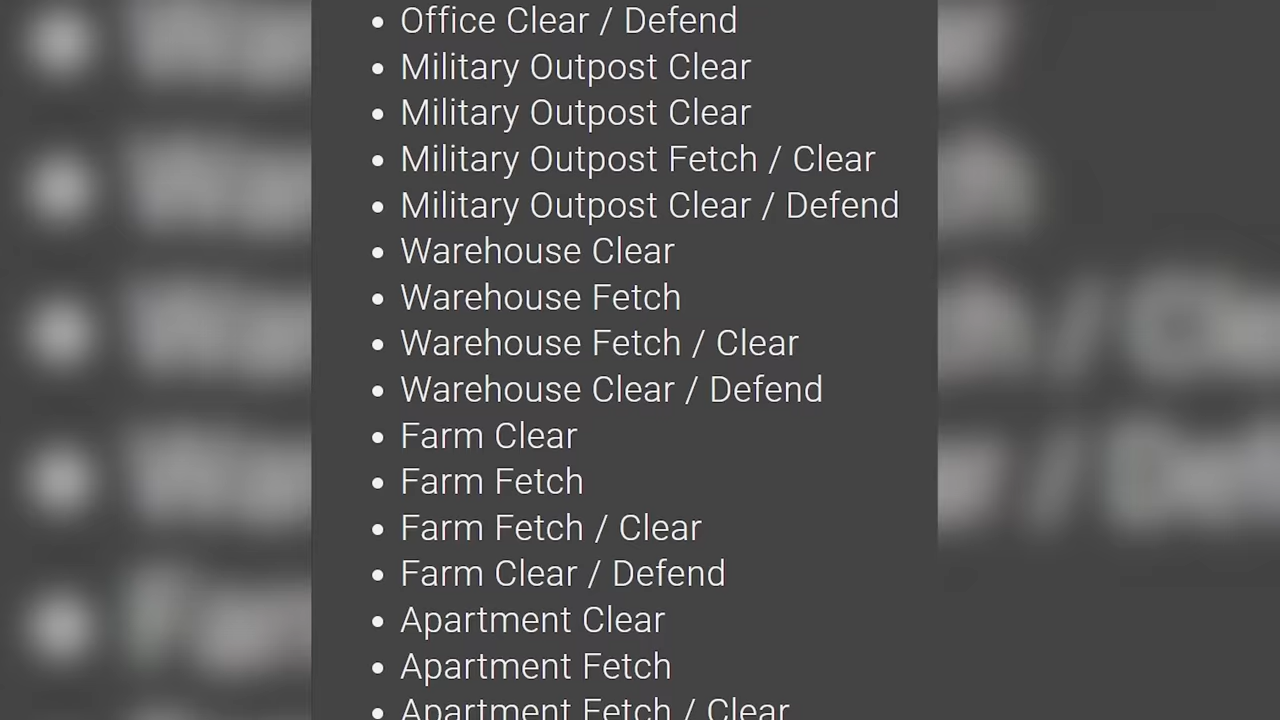 • Office Clear / Defend
• Military Outpost Clear
• Military Outpost Clear
• Military Outpost Fetch / Clear
• Military Outpost Clear / Defend
• Warehouse Clear
• Warehouse Fetch
• Warehouse Fetch / Clear
• Warehouse Clear / Defend
• Farm Clear
• Farm Fetch
• Farm Fetch / Clear
• Farm Clear / Defend
• Apartment Clear
• Apartment Fetch
• Apartment Fetch / Clear